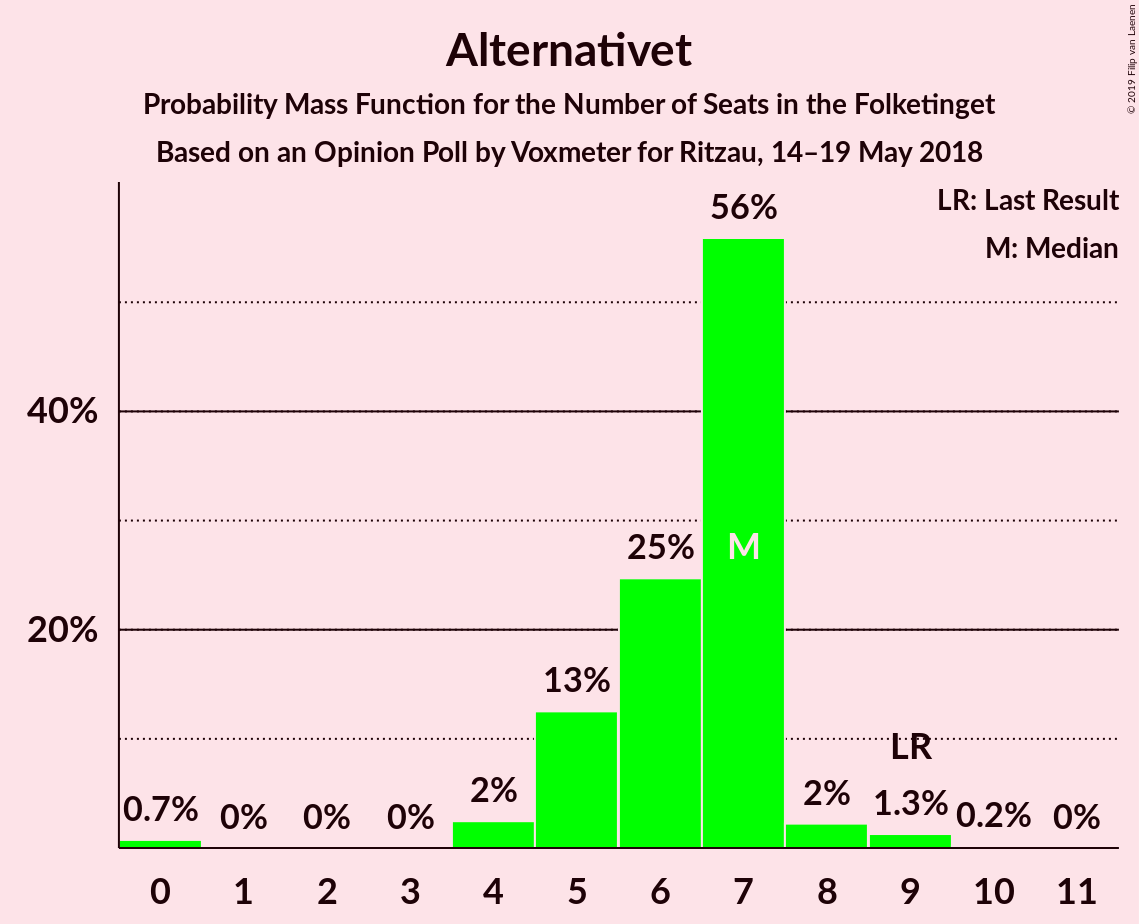 Alternativet
Probability Mass Function for the Number of Seats in the Folketinget
Based on an Opinion Poll by Voxmeter for Ritzau, 14–19 May 2018
© 2019 Filip van Laenen
LR: Last Result
M: Median
56%
40%
25%
M
20%
13%
LR
0.7% 0% 0% 0% 2% 2% 1.3% 0.2% 0%
0 1 2 3 4 5 6 7 8 9 10 11